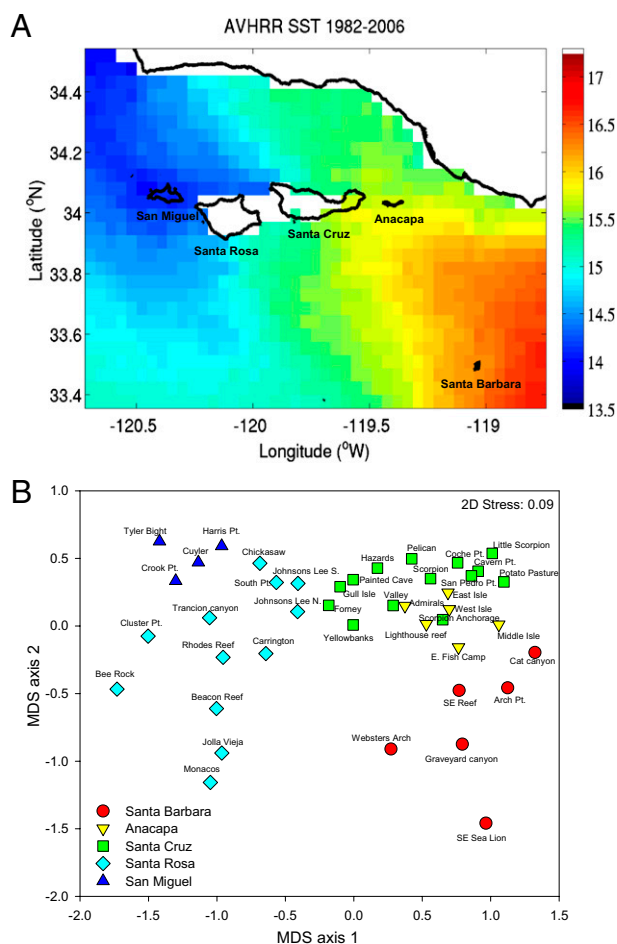 A
AVHRR SST 1982-2006
34.4
34.2
34
33.8
33.6
33.4
Latitude (ºN)
-120.5
-120
-119.5
-119
Longitude (ºW)
San Miguel
Santa Rosa
Santa Cruz
Anacapa
Santa Barbara
17
16.5
16
15.5
15
14.5
14
13.5
B
2D Stress: 0.09
1.0
0.5
0.0
-0.5
-1.0
-1.5
-2.0
MDS axis 2
Tyler Bight
Harris Pt.
Cuyler
Crook Pt.
Chickasaw
South Pt.
Johnsons Lee S.
Johnsons Lee N.
Trancion canyon
Cluster Pt.
Rhodes Reef
Carrington
Bee Rock
Beacon Reef
Jolla Vieja
Monacos
Hazards
Pelican
Painted Cave
Gull Isle
Forney
Yellowbanks
Valley
Scorpion
Coche Pt.
Little Scorpion
Cavern Pt.
San Pedro Pt.
Potato Pasture
East Isle
Admirals
West Isle
Scorpion Anchorage
Lighthouse reef
Middle Isle
E. Fish Camp
Cat canyon
SE Reef
Arch Pt.
Websters Arch
Graveyard canyon
SE Sea Lion
Santa Barbara
Anacapa
Santa Cruz
Santa Rosa
San Miguel
-2.0
-1.5
-1.0
-0.5
0.0
0.5
1.0
1.5
MDS axis 1